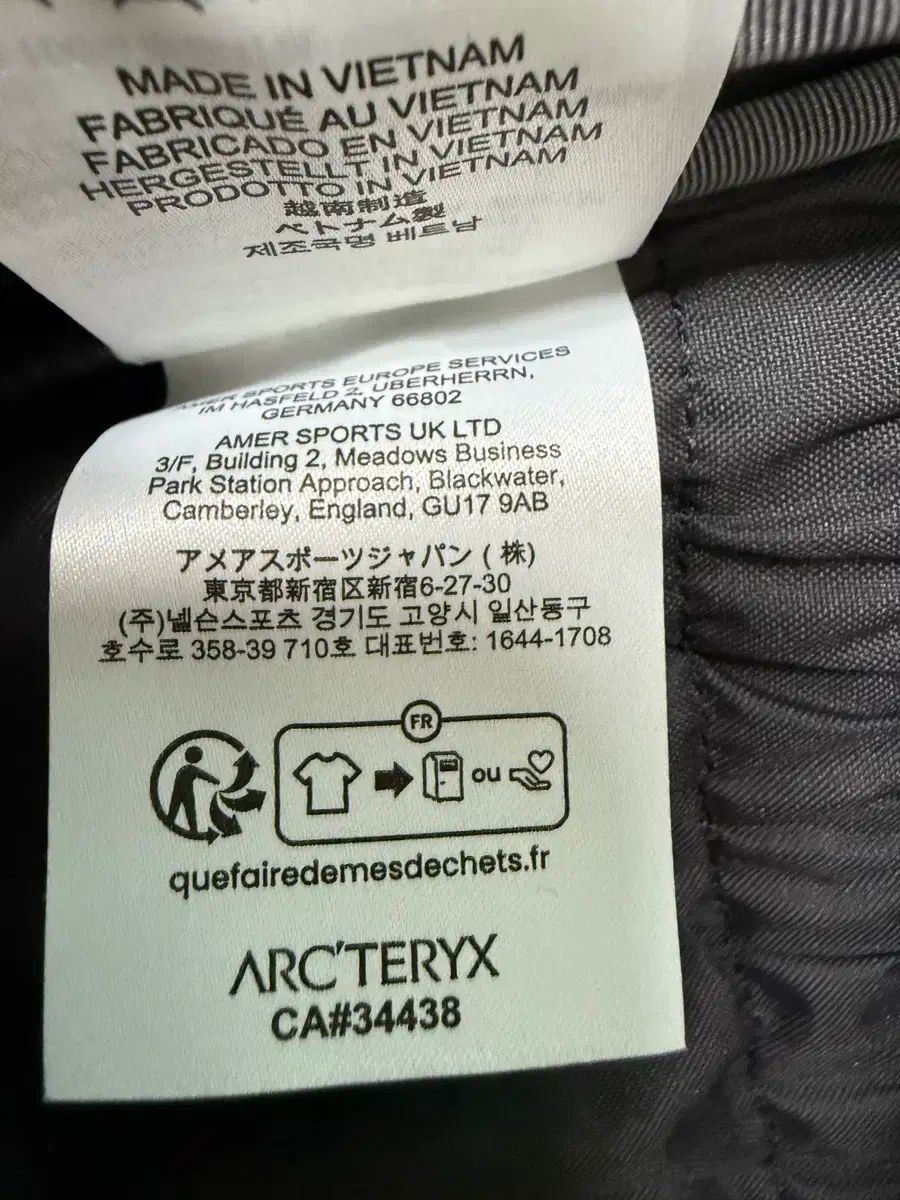 MADE IN VIETNAM
FABRIQUÉ AU VIETNAM
FABRICADO EN VIETNAM
HERGESTELLT IN VIETNAM
PRODOTTO IN VIETNAM
越南制造
ベトナム製
제조국명 베트남
AMER SPORTS EUROPE SERVICES
IM HASFELD 2, UBERHERRN,
GERMANY 66802
AMER SPORTS UK LTD
3/F, Building 2, Meadows Business
Park Station Approach, Blackwater,
Camberley, England, GU17 9AB
アメアスポーツジャパン (株)
東京都新宿区新宿6-27-30
(주)넬슨스포츠 경기도 고양시 일산동구
호수로 358-39 710호 대표번호: 1644-1708
FR
ou
quefairedemesdechets.fr
ARC'TERYX
CA#34438